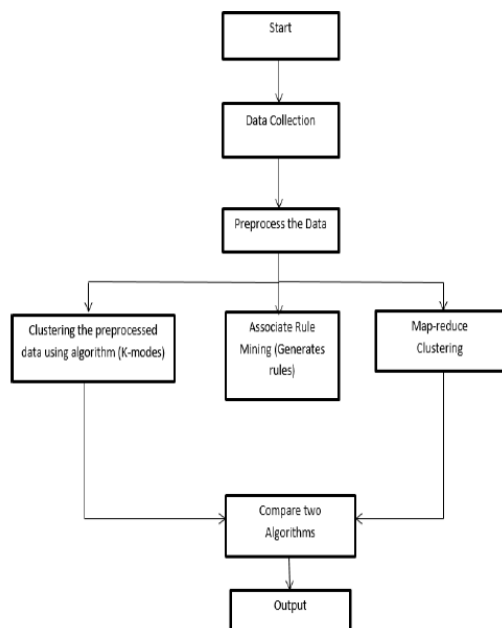 Start
Data Collection
Preprocess the Data
Clustering the preprocessed
data using algorithm (K-modes)
Associate Rule
Mining (Generates
rules)
Map-reduce
Clustering
Compare two
Algorithms
Output